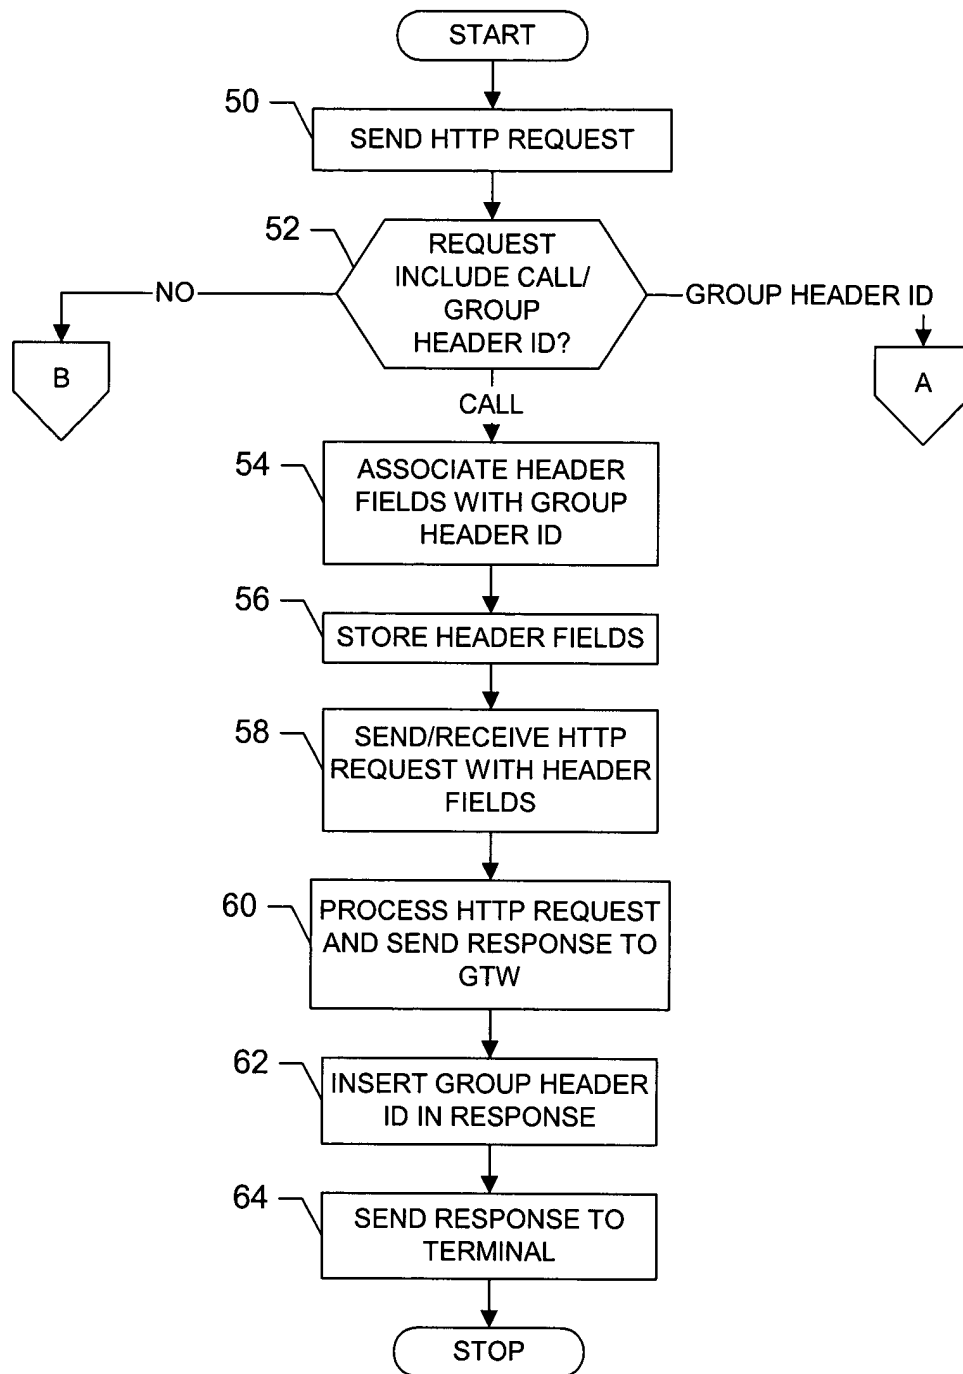 START
50
SEND HTTP REQUEST
52
REQUEST
INCLUDE CALL/
GROUP
HEADER ID?
NO
GROUP HEADER ID
B
A
CALL
54
ASSOCIATE HEADER
FIELDS WITH GROUP
HEADER ID
56
STORE HEADER FIELDS
58
SEND/RECEIVE HTTP
REQUEST WITH HEADER
FIELDS
60
PROCESS HTTP REQUEST
AND SEND RESPONSE TO
GTW
62
INSERT GROUP HEADER
ID IN RESPONSE
64
SEND RESPONSE TO
TERMINAL
STOP